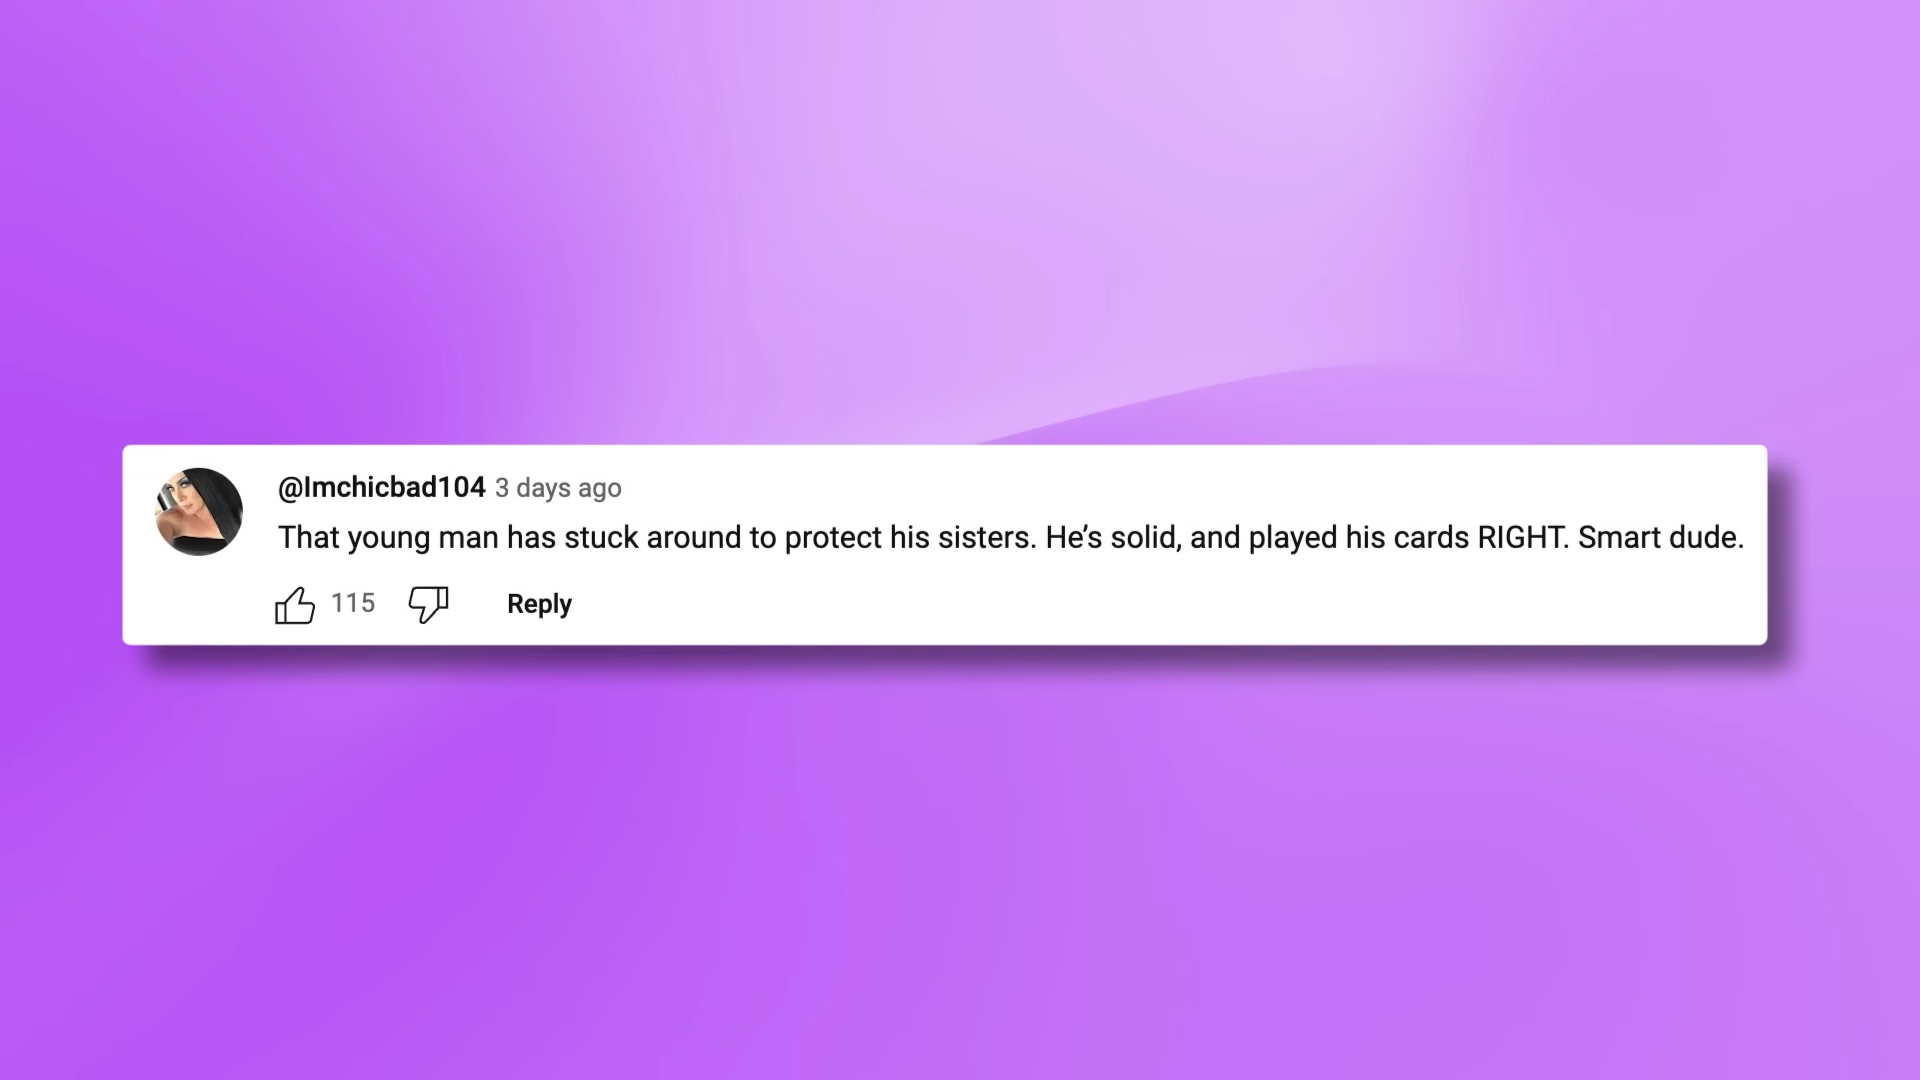 @Imchicbad104 3 days ago
That young man has stuck around to protect his sisters. He’s solid, and played his cards RIGHT. Smart dude.
115 Reply